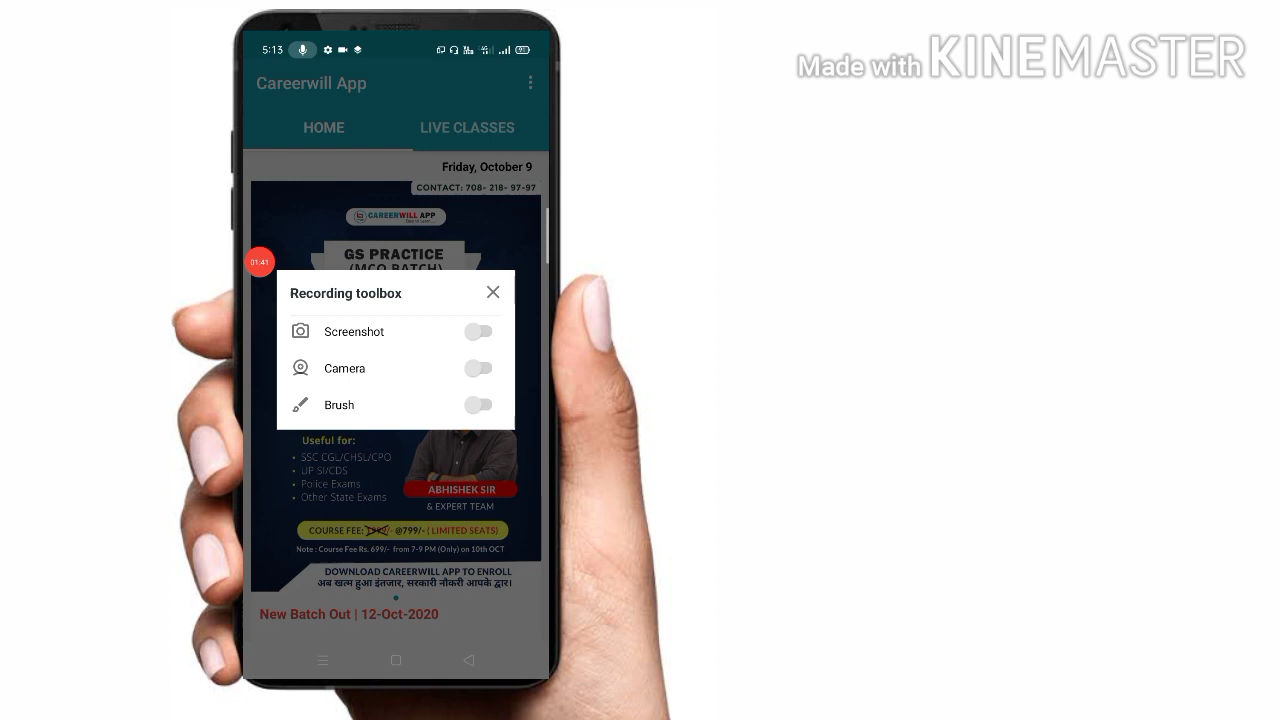 Made with KINEMASTER
5:13
Careerwill App
HOME
LIVE CLASSES
Friday, October 9
CONTACT: 708- 218- 97-97
CAREERWILL APP
GS PRACTICE
(MCQ BATCH)
01:41
Recording toolbox
Screenshot
Camera
Brush
Useful for:
• SSC CGL/CHSL/CPO
• UP SI/CDS
• Police Exams
• Other State Exams
ABHISHEK SIR
& EXPERT TEAM
COURSE FEE: @799/- ( LIMITED SEATS)
Note : Course Fee Rs. 699/- from 7-9 PM (Only) on 10th OCT
DOWNLOAD CAREERWILL APP TO ENROLL
अब खत्म हुआ इंतजार, सरकारी नौकरी आपके द्वार।
New Batch Out | 12-Oct-2020